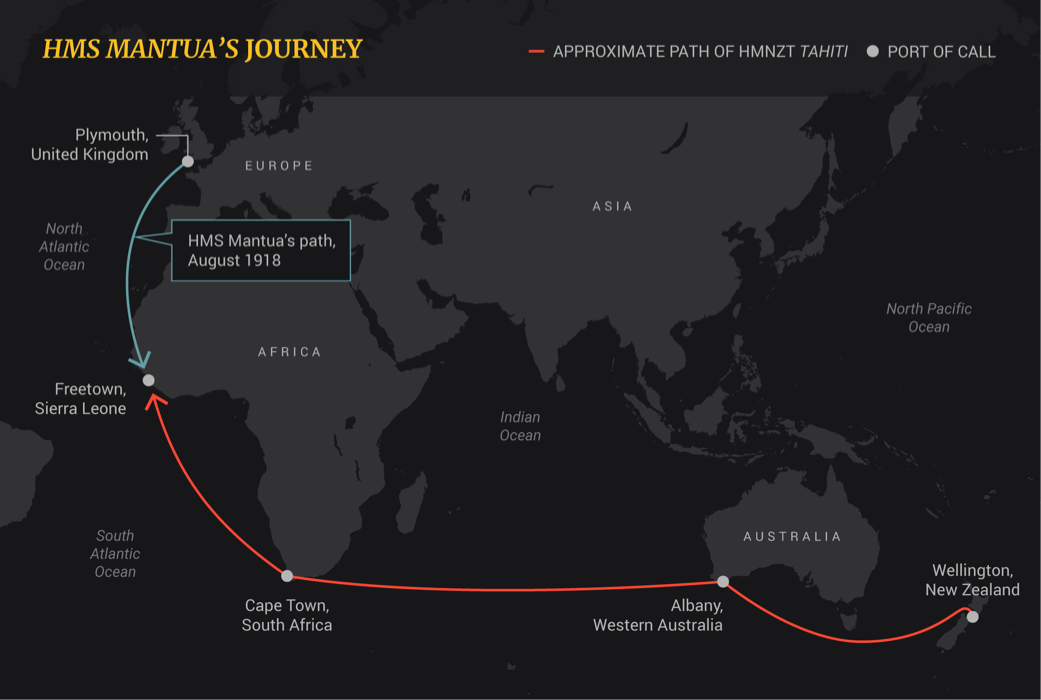 HMS MANTUA'S JOURNEY
APPROXIMATE PATH OF HMNZT TAHITI
PORT OF CALL
Plymouth,
United Kingdom
EUROPE
ASIA
North
Atlantic
Ocean
HMS Mantua's path,
August 1918
North Pacific
Ocean
AFRICA
Freetown,
Sierra Leone
Indian
Ocean
South
Atlantic
Ocean
AUSTRALIA
Wellington,
New Zealand
Cape Town,
South Africa
Albany,
Western Australia